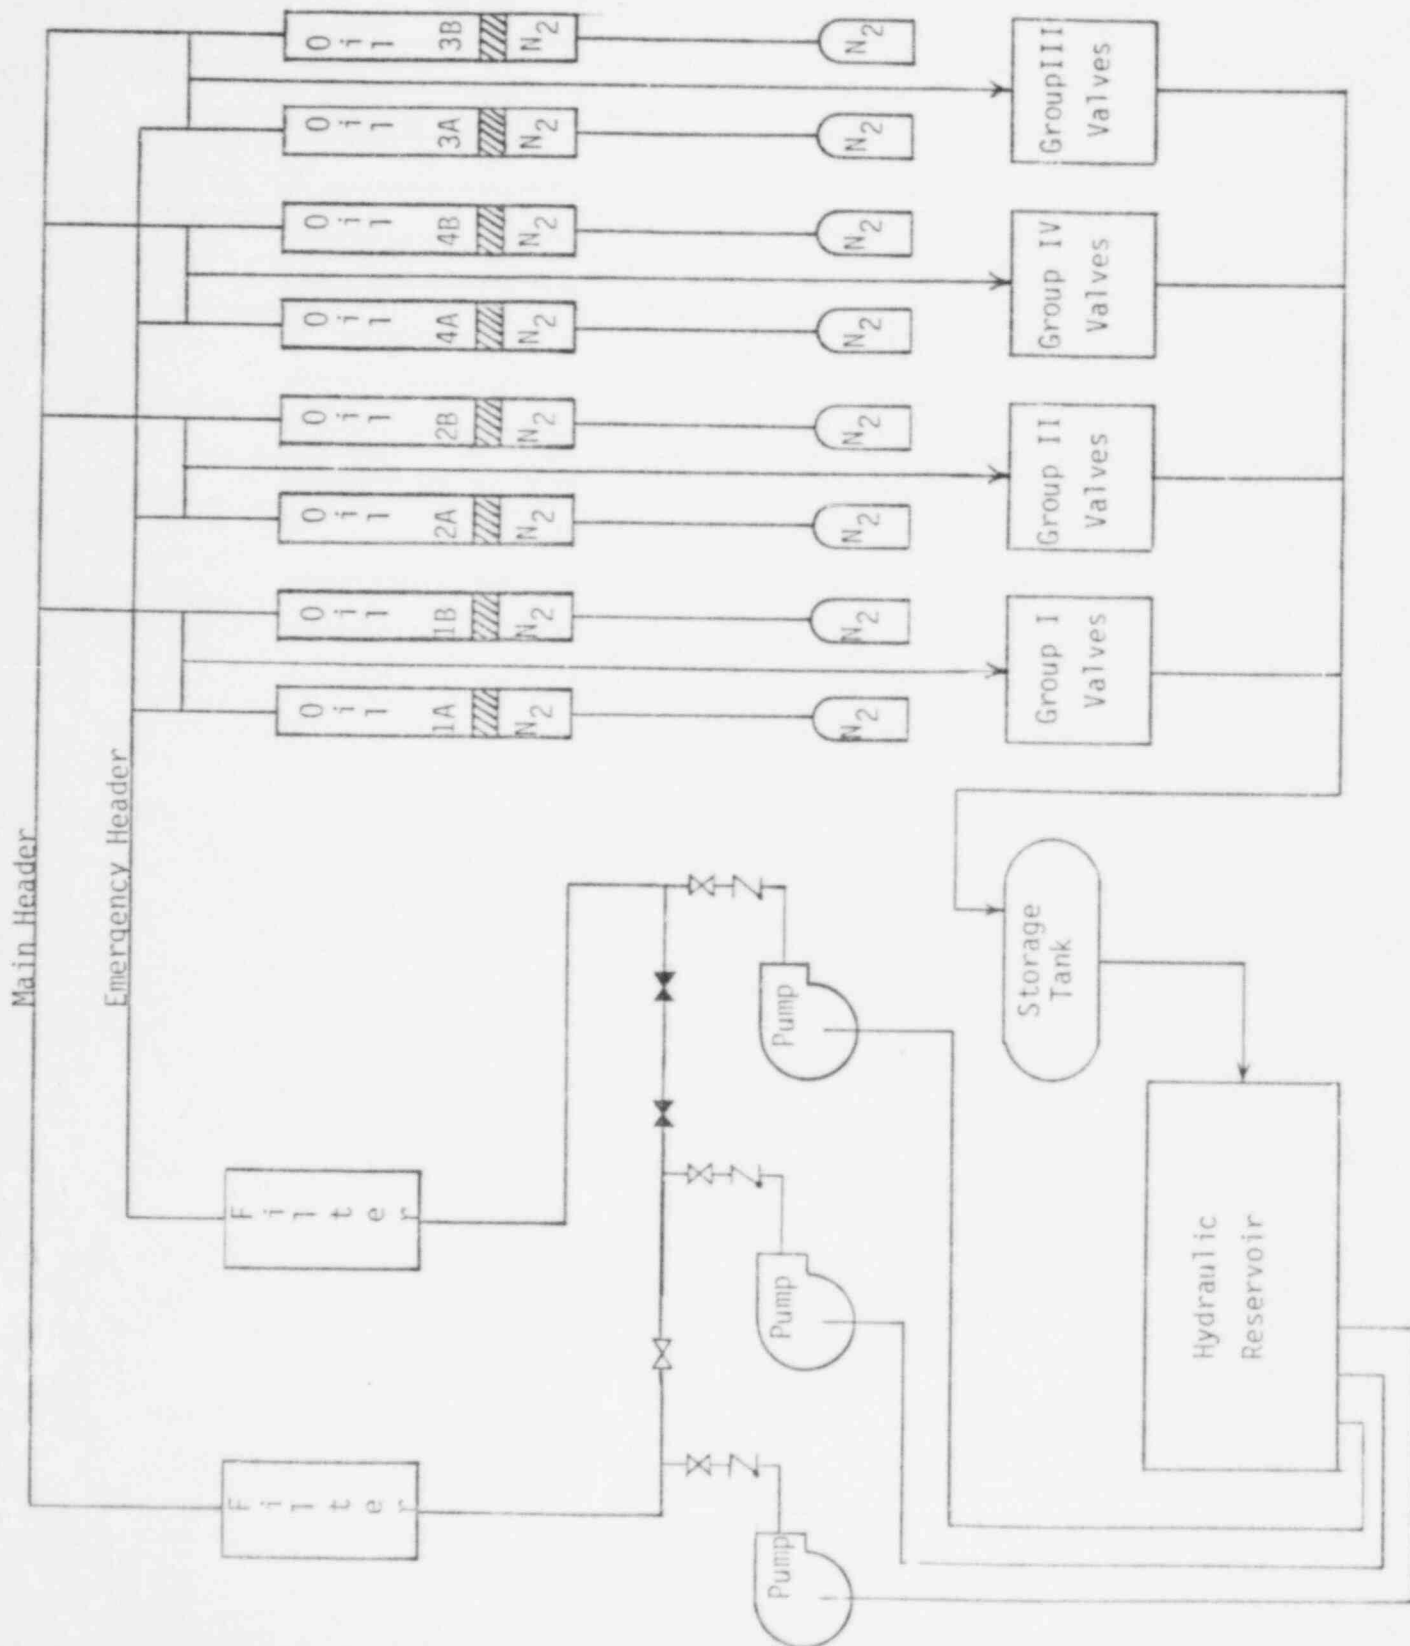 Main Header
Emergency Header
Filter
Filter
Oil
1A
N2
Oil
1B
N2
Oil
2A
N2
Oil
2B
N2
Oil
4A
N2
Oil
4B
N2
Oil
3A
N2
Oil
3B
N2
N2
N2
N2
N2
N2
N2
N2
N2
Pump
Pump
Pump
Group I
Valves
Group II
Valves
Group IV
Valves
GroupIII
Valves
Storage
Tank
Hydraulic
Reservoir